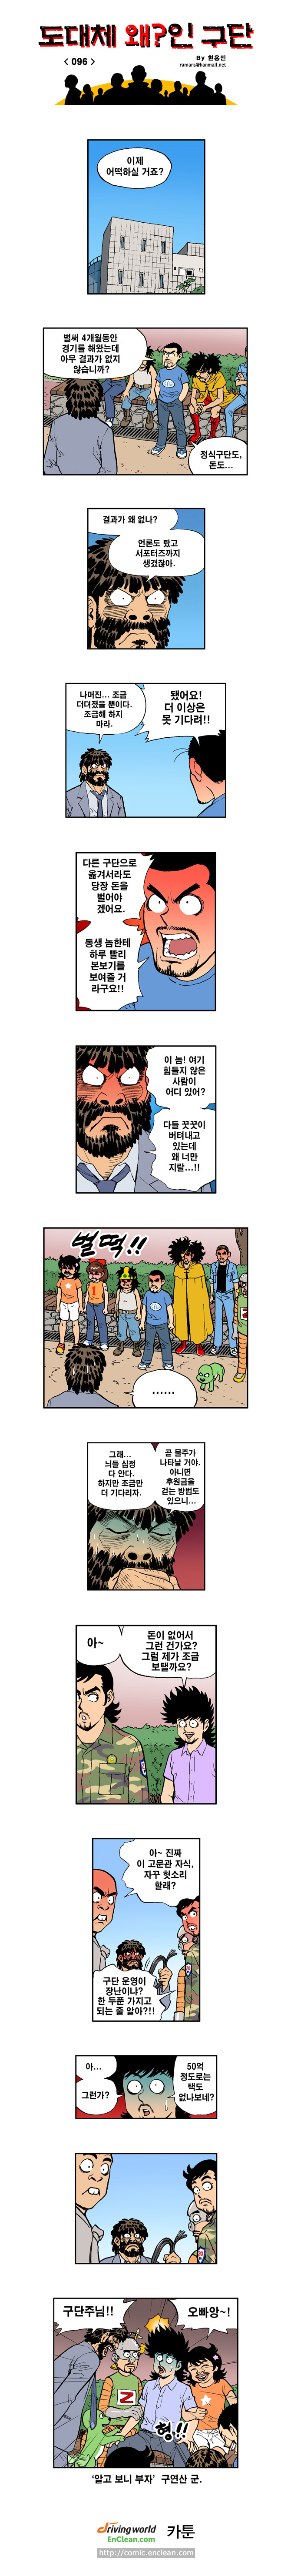 도대체 왜?인 구단
< 096 >
By 현용민
ramars@hanmail.net
이제
어떡하실 거죠?
벌써 4개월동안
경기를 해왔는데
아무 결과가 없지
않습니까?
정식구단도,
돈도...
결과가 왜 없나?
언론도 탔고
서포터즈까지
생겼잖아.
나머진... 조금
더뎌졌을 뿐이다.
조급해 하지
마라.
됐어요!
더 이상은
못 기다려!!
다른 구단으로
옮겨서라도
당장 돈을
벌어야
겠어요.
동생 놈한테
하루 빨리
본보기를
보여줄 거
라구요!!
이 놈! 여기
힘들지 않은
사람이
어디 있어?
다들 꿋꿋이
버텨내고
있는데
왜 너만
지랄...!!
벌떡!!
......
그래...
늬들 심정
다 안다.
하지만 조금만
더 기다리자.
곧 물주가
나타날 거야.
아니면
후원금을
걷는 방법도
있으니...
아~
돈이 없어서
그런 건가요?
그럼 제가 조금
보탤까요?
아~ 진짜
이 고문관 자식,
자꾸 헛소리
할래?
구단 운영이
장난이냐?
한 두푼 가지고
되는 줄 알아?!!
아...
그런가?
50억
정도로는
택도
없나보네?
구단주님!!
오빠앙~!
Z
헝!!
'알고 보니 부자' 구연산 군.
drivingworld
EnClean.com
카툰
http://comic.enclean.com